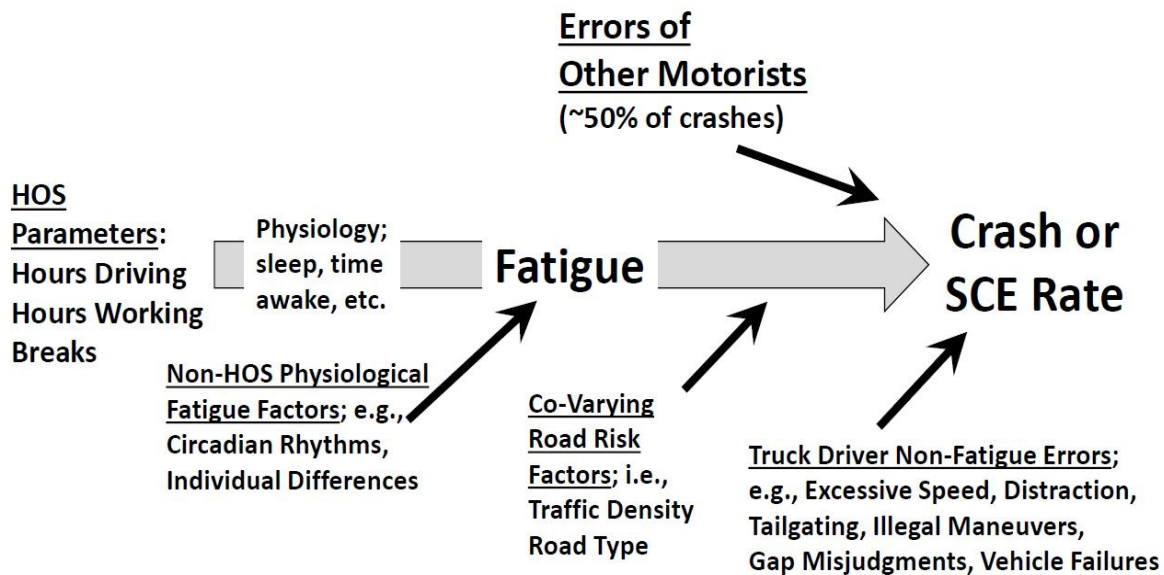 Errors of
Other Motorists
(~50% of crashes)
HOS
Parameters:
Hours Driving
Hours Working
Breaks
Physiology;
sleep, time
awake, etc.
Fatigue
Crash or
SCE Rate
Non-HOS Physiological
Fatigue Factors; e.g.,
Circadian Rhythms,
Individual Differences
Co-Varying
Road Risk
Factors; i.e.,
Traffic Density
Road Type
Truck Driver Non-Fatigue Errors;
e.g., Excessive Speed, Distraction,
Tailgating, Illegal Maneuvers,
Gap Misjudgments, Vehicle Failures